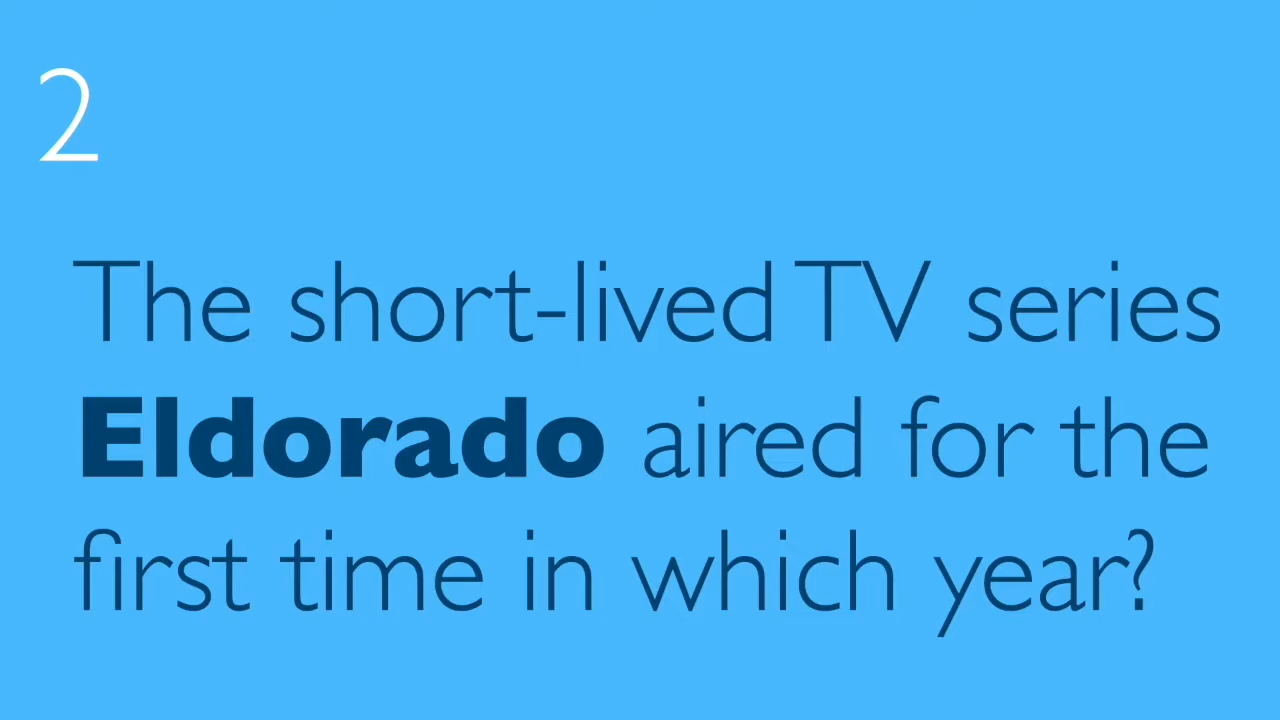 2
The short-lived TV series
Eldorado aired for the
first time in which year?